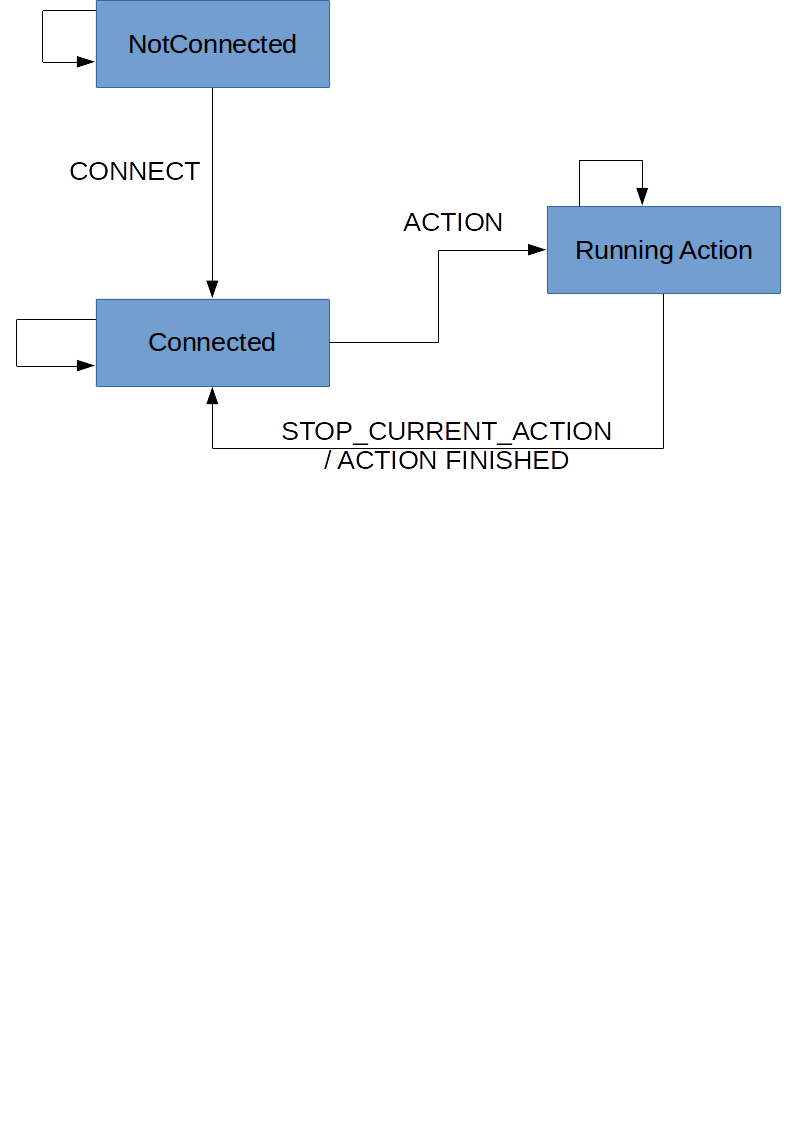 NotConnected
CONNECT
ACTION
Running Action
Connected
STOP_CURRENT_ACTION
/ ACTION FINISHED